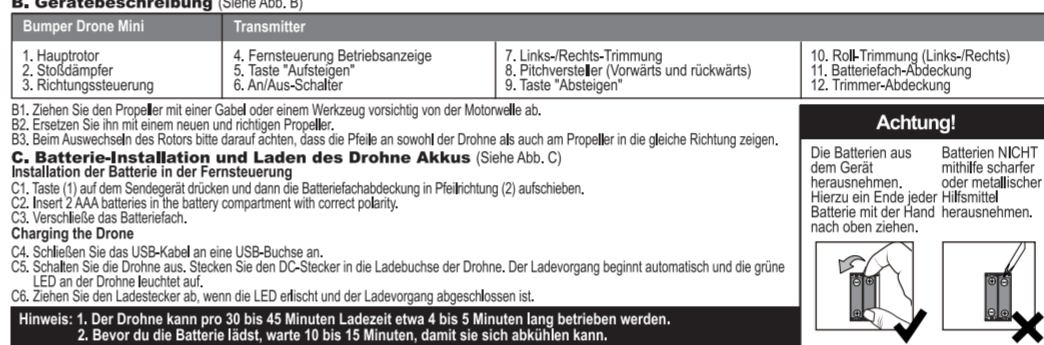 B. Gerätebeschreibung (Siehe Abb. B)
Bumper Drone Mini
Transmitter
1. Hauptrotor
2. Stoßdämpfer
3. Richtungssteuerung
4. Fernsteuerung Betriebsanzeige
5. Taste "Aufsteigen"
6. An/Aus-Schalter
7. Links-/Rechts-Trimmung
8. Pitchversteller (Vorwärts und rückwärts)
9. Taste "Absteigen"
10. Roll-Trimmung (Links-/Rechts)
11. Batteriefach-Abdeckung
12. Trimmer-Abdeckung
B1. Ziehen Sie den Propeller mit einer Gabel oder einem Werkzeug vorsichtig von der Motorwelle ab.
B2. Ersetzen Sie ihn mit einem neuen und richtigen Propeller.
B3. Beim Auswechseln des Rotors bitte darauf achten, dass die Pfeile an sowohl der Drohne als auch am Propeller in die gleiche Richtung zeigen.
C. Batterie-Installation und Laden des Drohne Akkus (Siehe Abb. C)
Installation der Batterie in der Fernsteuerung
C1. Taste (1) auf dem Sendegerät drücken und dann die Batteriefachabdeckung in Pfeilrichtung (2) aufschieben.
C2. Insert 2 AAA batteries in the battery compartment with correct polarity.
C3. Verschließe das Batteriefach.
Charging the Drone
C4. Schließen Sie das USB-Kabel an eine USB-Buchse an.
C5. Schalten Sie die Drohne aus. Stecken Sie den DC-Stecker in die Ladebuchse der Drohne. Der Ladevorgang beginnt automatisch und die grüne
LED an der Drohne leuchtet auf.
C6. Ziehen Sie den Ladestecker ab, wenn die LED erlischt und der Ladevorgang abgeschlossen ist.
Hinweis: 1. Der Drohne kann pro 30 bis 45 Minuten Ladezeit etwa 4 bis 5 Minuten lang betrieben werden.
2. Bevor du die Batterie lädst, warte 10 bis 15 Minuten, damit sie sich abkühlen kann.
Achtung!
Die Batterien aus
dem Gerät
herausnehmen.
Hierzu ein Ende jeder
Batterie mit der Hand
nach oben ziehen.
Batterien NICHT
mithilfe scharfer
oder metallischer
Hilfsmittel
herausnehmen.